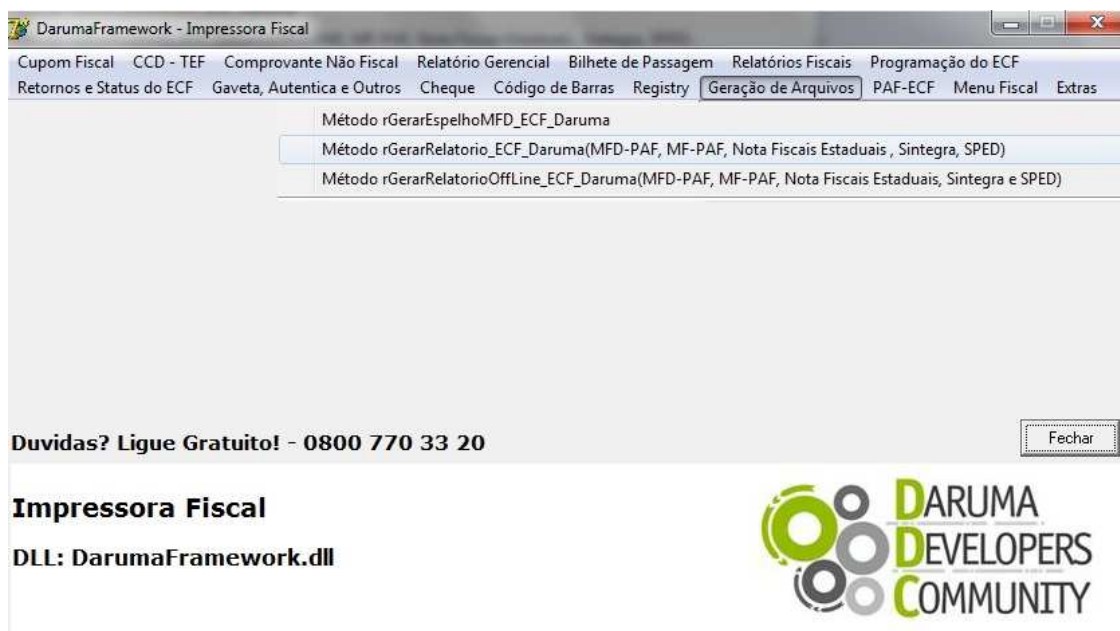 DarumaFramework - Impressora Fiscal
Cupom Fiscal CCD - TEF Comprovante Não Fiscal Relatório Gerencial Bilhete de Passagem Relatórios Fiscais Programação do ECF
Retornos e Status do ECF Gaveta, Autentica e Outros Cheque Código de Barras Registry Geração de Arquivos PAF-ECF Menu Fiscal Extras
Método rGerarEspelhoMFD_ECF_Daruma
Método rGerarRelatorio_ECF_Daruma(MFD-PAF, MF-PAF, Nota Fiscais Estaduais , Sintegra, SPED)
Método rGerarRelatorioOffLine_ECF_Daruma(MFD-PAF, MF-PAF, Nota Fiscais Estaduais, Sintegra e SPED)
Duvidas? Ligue Gratuito! - 0800 770 33 20
Fechar
Impressora Fiscal
DLL: DarumaFramework.dll
DARUMA
DEVELOPERS
COMMUNITY